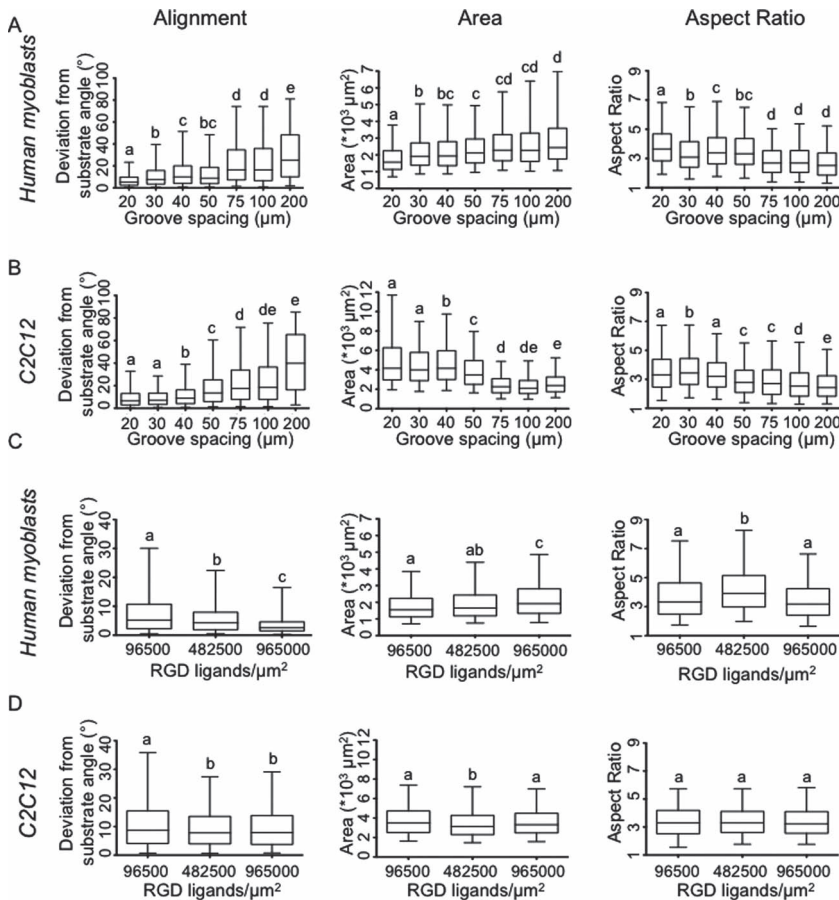 Alignment Area Aspect Ratio
A
Human myoblasts
Deviation from substrate angle (°)
0 20 40 60 80 100
a b c bc d d e
20 30 40 50 75 100 200
Groove spacing (µm)
Area (*10³ µm²)
0 1 2 3 4 5 6 7
a b bc c cd cd d
20 30 40 50 75 100 200
Groove spacing (µm)
Aspect Ratio
1 3 5 7 9
a b c bc d d d
20 30 40 50 75 100 200
Groove spacing (µm)
B
C2C12
Deviation from substrate angle (°)
0 20 40 60 80 100
a a b c d de e
20 30 40 50 75 100 200
Groove spacing (µm)
Area (*10³ µm²)
0 2 4 6 8 10 12
a a b c d de e
20 30 40 50 75 100 200
Groove spacing (µm)
Aspect Ratio
1 3 5 7 9
a b a c c d e
20 30 40 50 75 100 200
Groove spacing (µm)
C
Human myoblasts
Deviation from substrate angle (°)
0 10 20 30 40
a b c
96500 482500 965000
RGD ligands/µm²
Area (*10³ µm²)
0 1 2 3 4 5 6 7
a ab c
96500 482500 965000
RGD ligands/µm²
Aspect Ratio
1 3 5 7 9
a b a
96500 482500 965000
RGD ligands/µm²
D
C2C12
Deviation from substrate angle (°)
0 10 20 30 40
a b b
96500 482500 965000
RGD ligands/µm²
Area (*10³ µm²)
0 2 4 6 8 10 12
a b a
96500 482500 965000
RGD ligands/µm²
Aspect Ratio
1 3 5 7 9
a a a
96500 482500 965000
RGD ligands/µm²